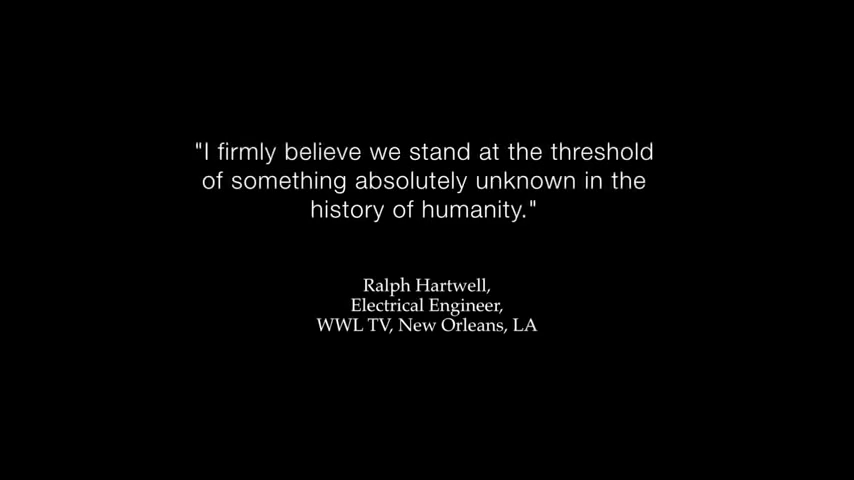 "I firmly believe we stand at the threshold
of something absolutely unknown in the
history of humanity."
Ralph Hartwell,
Electrical Engineer,
WWL TV, New Orleans, LA